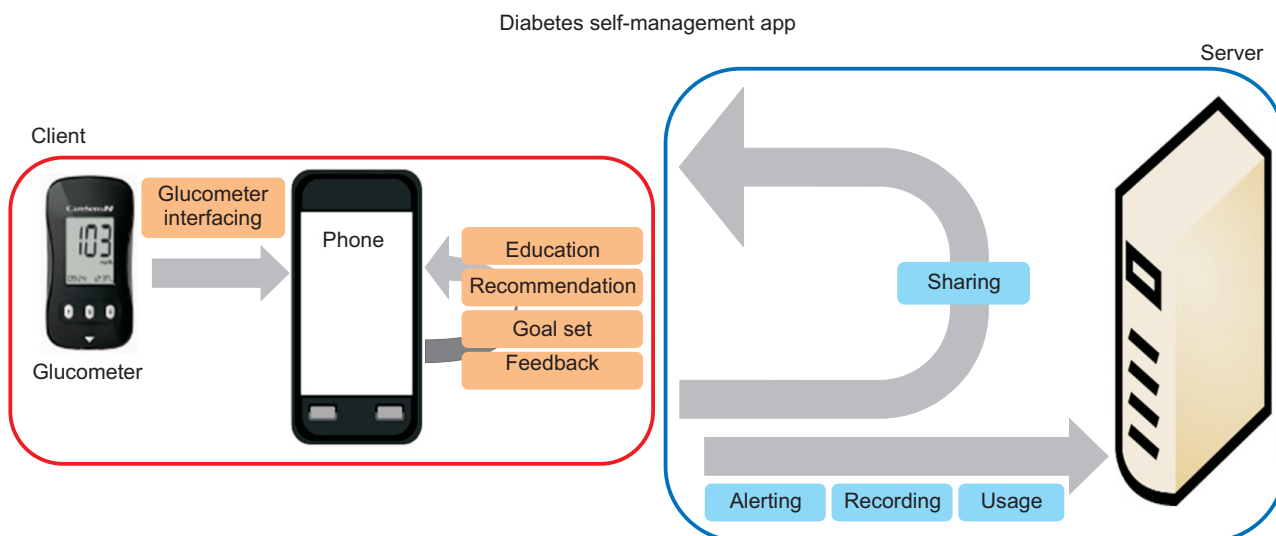 Diabetes self-management app
Server
Client
CareSens N
103
Glucometer
interfacing
Phone
Education
Recommendation
Goal set
Feedback
Glucometer
Sharing
Alerting
Recording
Usage